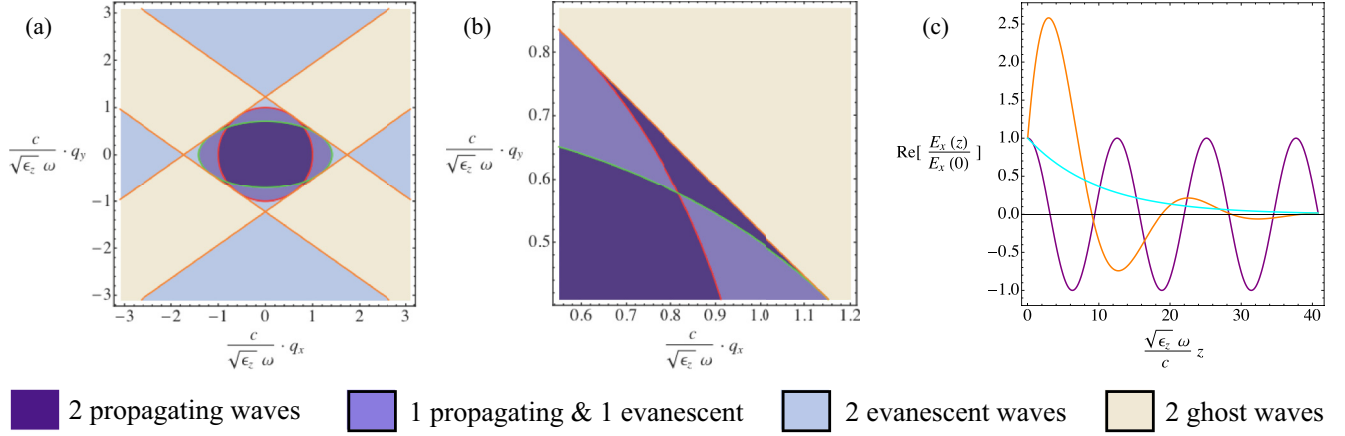 (a)
3
2
1
0
−1
−2
−3
−3 −2 −1 0 1 2 3
c / √ϵz ω · qy
c / √ϵz ω · qx
(b)
0.8
0.7
0.6
0.5
0.6 0.7 0.8 0.9 1.0 1.1 1.2
c / √ϵz ω · qy
c / √ϵz ω · qx
(c)
2.5
2.0
1.5
1.0
0.5
0.0
−0.5
−1.0
0 10 20 30 40
Re[ Ex (z) / Ex (0) ]
√ϵz ω / c z
2 propagating waves
1 propagating & 1 evanescent
2 evanescent waves
2 ghost waves